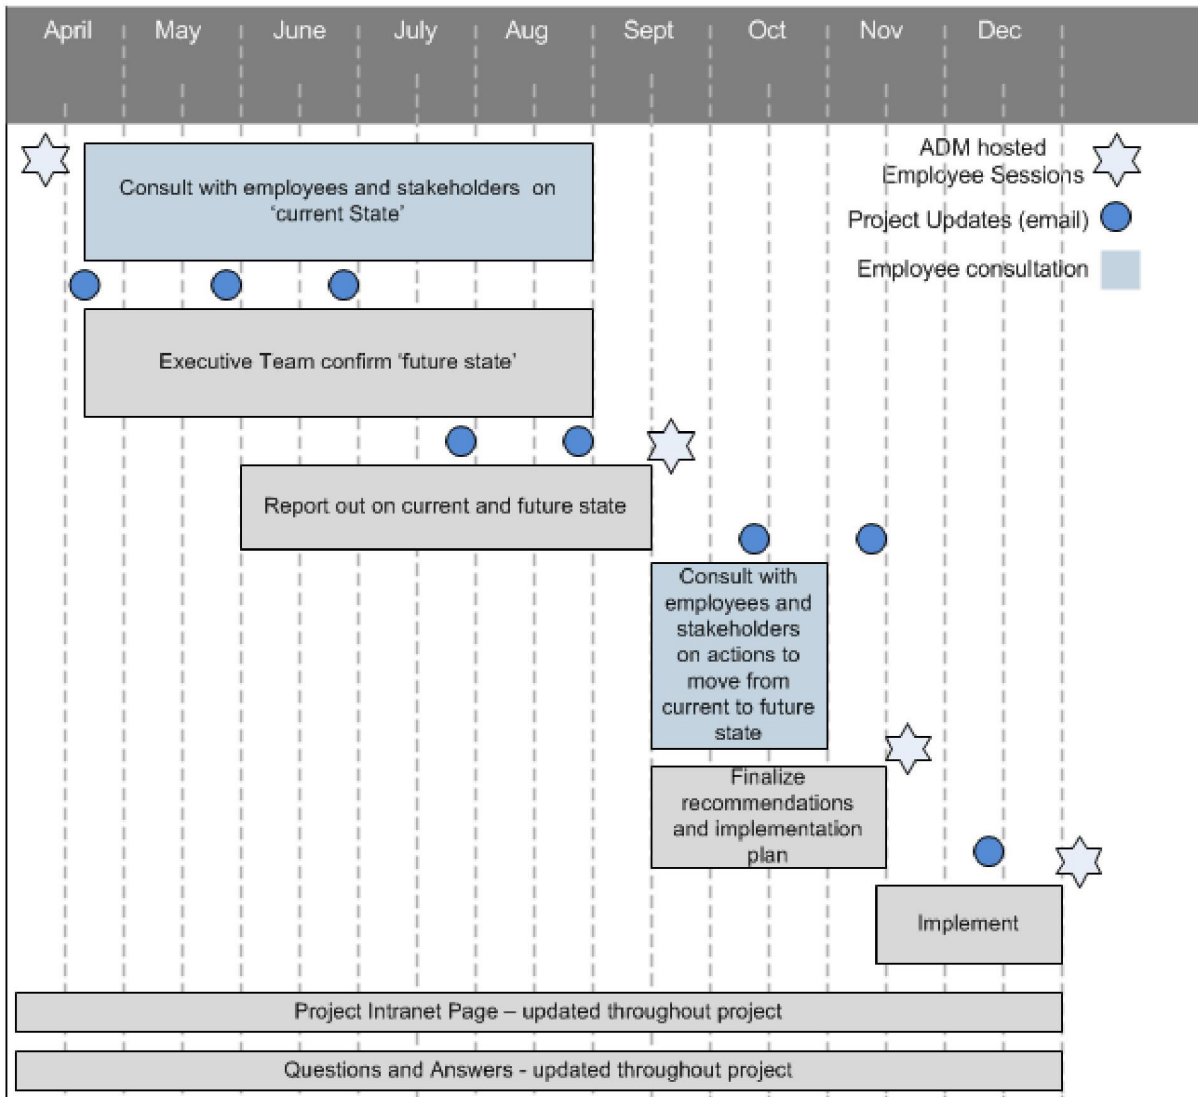 April May June July Aug Sept Oct Nov Dec
ADM hosted
Employee Sessions
Project Updates (email)
Employee consultation
Consult with employees and stakeholders on
‘current State’
Executive Team confirm ‘future state’
Report out on current and future state
Consult with
employees and
stakeholders
on actions to
move from
current to future
state
Finalize
recommendations
and implementation
plan
Implement
Project Intranet Page – updated throughout project
Questions and Answers - updated throughout project